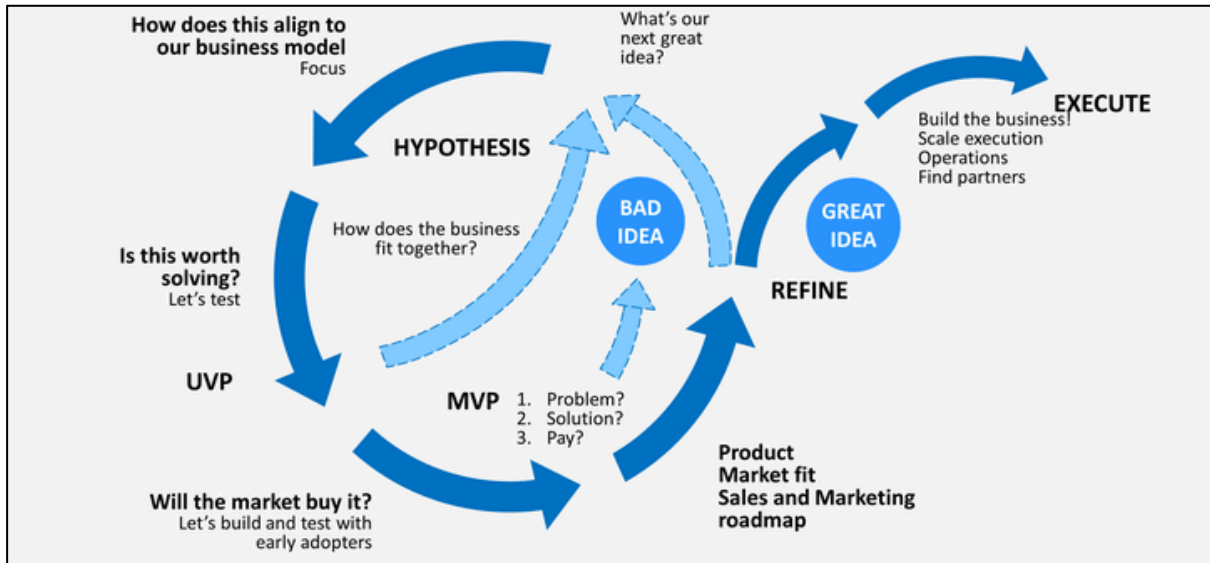 How does this align to
our business model
Focus
What's our
next great
idea?
HYPOTHESIS
EXECUTE
Build the business!
Scale execution
Operations
Find partners
BAD
IDEA
GREAT
IDEA
How does the business
fit together?
Is this worth
solving?
Let's test
REFINE
UVP
MVP
1. Problem?
2. Solution?
3. Pay?
Product
Market fit
Sales and Marketing
roadmap
Will the market buy it?
Let's build and test with
early adopters